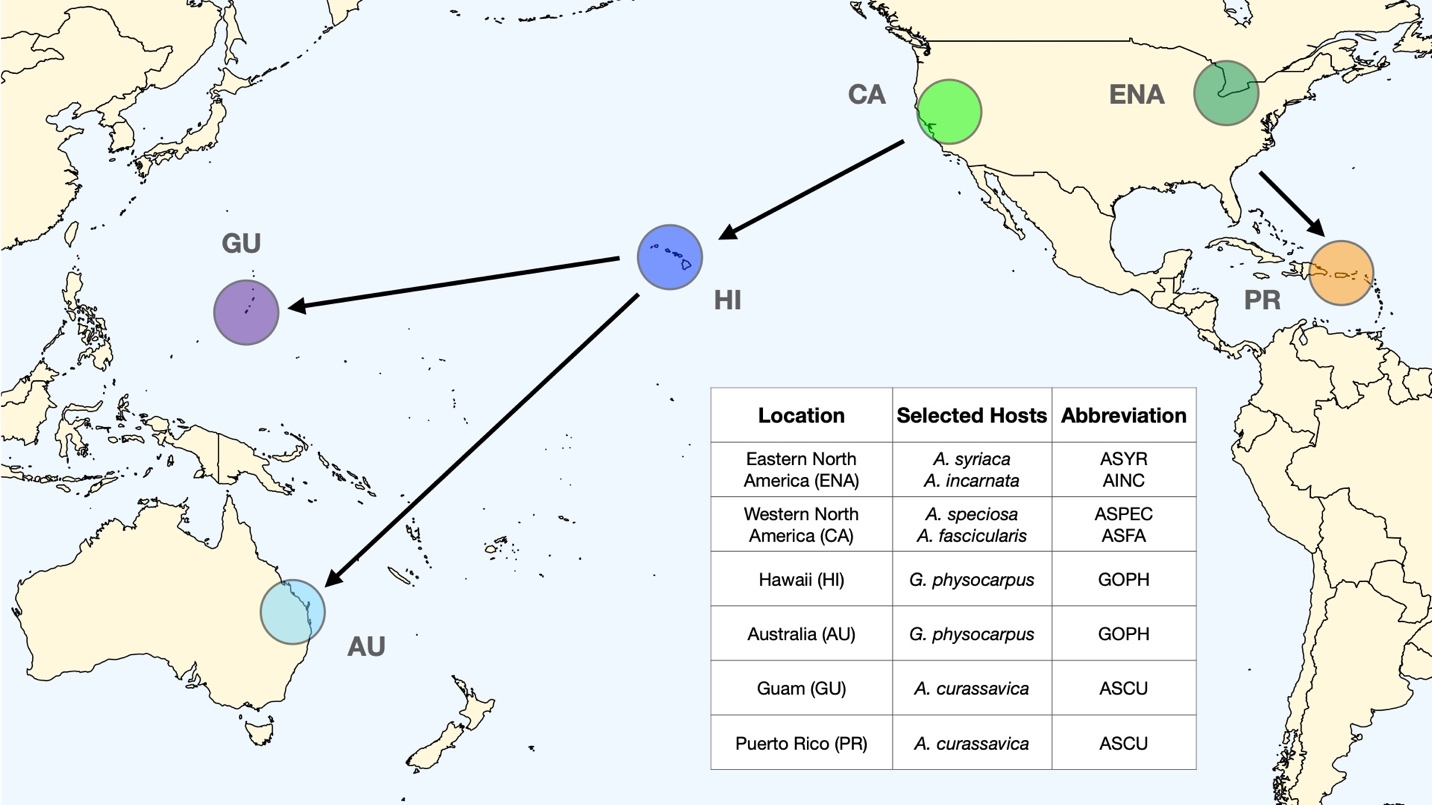 CA
ENA
GU
HI
PR
AU
Location Selected Hosts Abbreviation
Eastern North
America (ENA)
A. syriaca
A. incarnata
ASYR
AINC
Western North
America (CA)
A. speciosa
A. fascicularis
ASPEC
ASFA
Hawaii (HI) G. physocarpus GOPH
Australia (AU) G. physocarpus GOPH
Guam (GU) A. curassavica ASCU
Puerto Rico (PR) A. curassavica ASCU